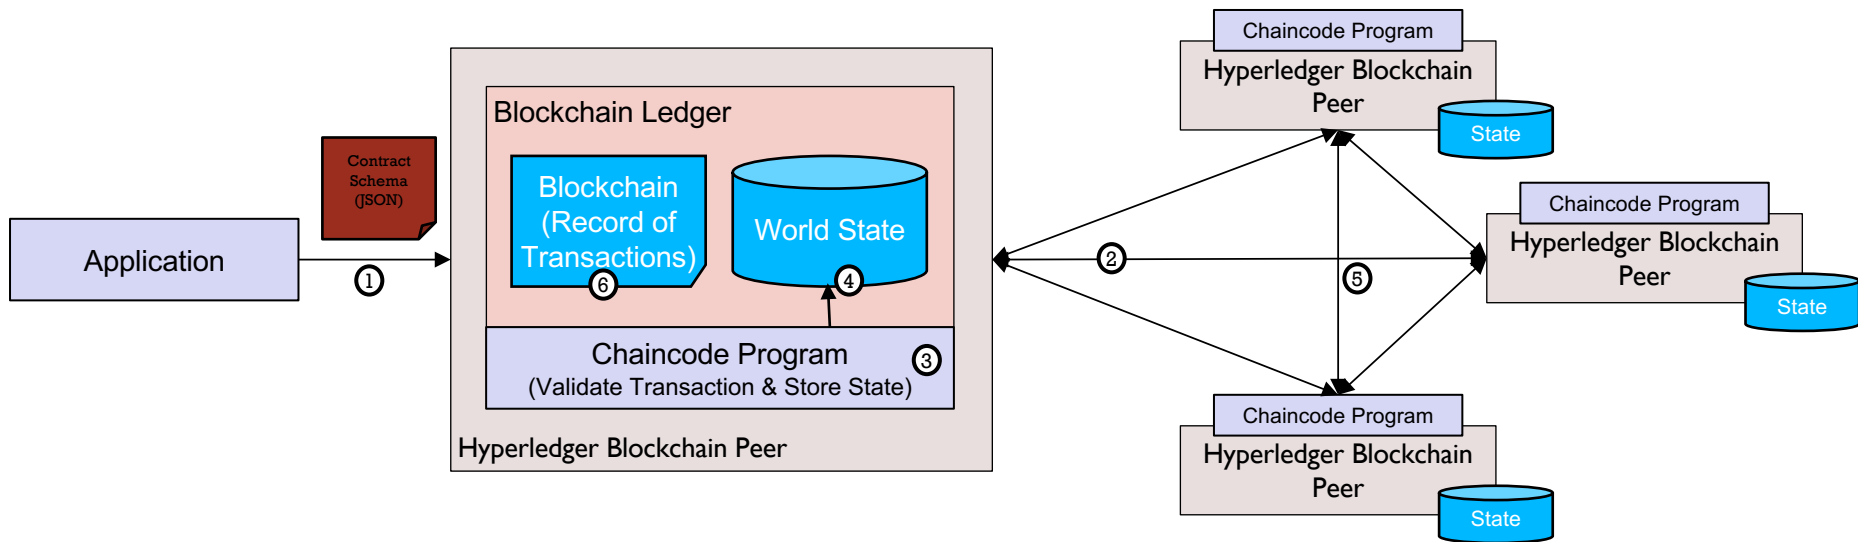 Application
Contract
Schema
(JSON)
1
Blockchain Ledger
Blockchain
(Record of
Transactions)
6
World State
4
Chaincode Program
(Validate Transaction & Store State)
3
Hyperledger Blockchain Peer
2
5
Chaincode Program
Hyperledger Blockchain
Peer
State
Chaincode Program
Hyperledger Blockchain
Peer
State
Chaincode Program
Hyperledger Blockchain
Peer
State